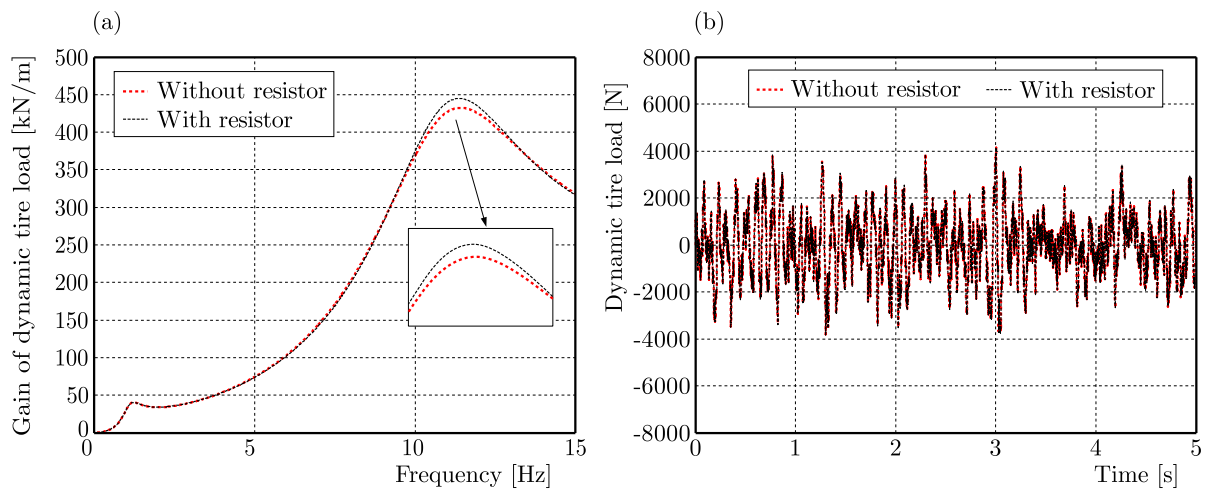 (a)
Gain of dynamic tire load [kN/m]
500
450
400
350
300
250
200
150
100
50
0
Without resistor
With resistor
0 5 10 15
Frequency [Hz]
(b)
Dynamic tire load [N]
8000
6000
4000
2000
0
-2000
-4000
-6000
-8000
Without resistor With resistor
0 1 2 3 4 5
Time [s]